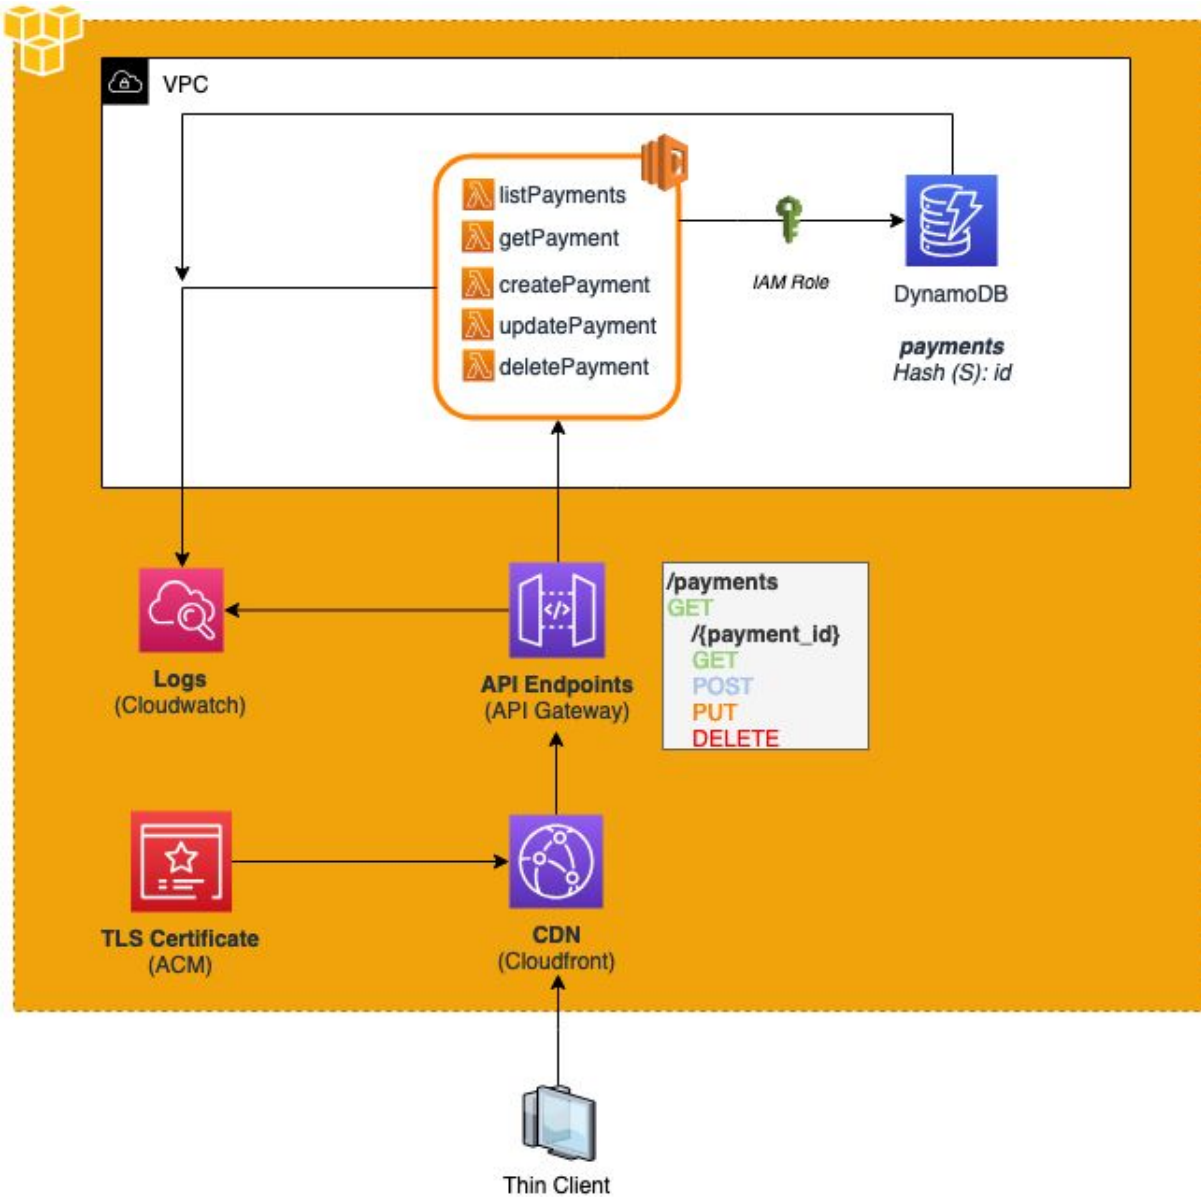 VPC
listPayments
getPayment
createPayment
updatePayment
deletePayment
IAM Role
DynamoDB
payments
Hash (S): id
Logs
(Cloudwatch)
</>
API Endpoints
(API Gateway)
/payments
GET
/{payment_id}
GET
POST
PUT
DELETE
TLS Certificate
(ACM)
CDN
(Cloudfront)
Thin Client